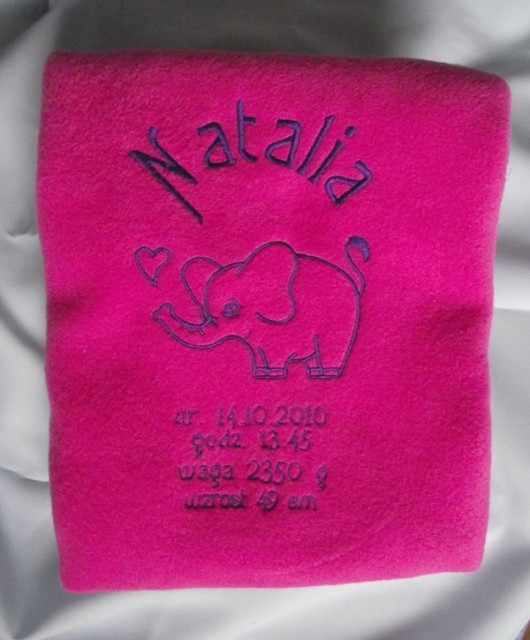 Natalia
ur. 14.10.2010
godz. 13.45
waga 2350 g
wzrost 49 cm